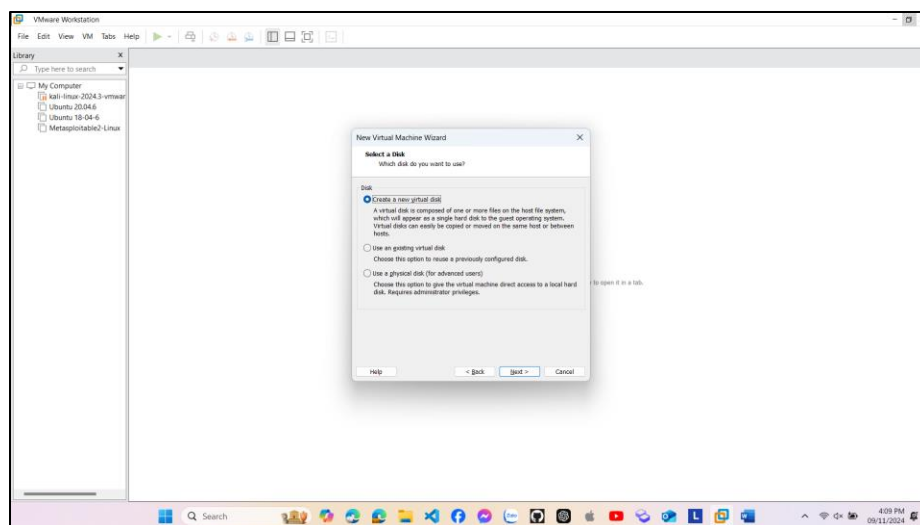 VMware Workstation
File Edit View VM Tabs Help
Library
Type here to search
My Computer
kali-linux-2024.3-vmwar
Ubuntu 20.04.6
Ubuntu 18-04-6
Metasploitable2-Linux
New Virtual Machine Wizard
Select a Disk
Which disk do you want to use?
Disk
Create a new virtual disk
A virtual disk is composed of one or more files on the host file system,
which will appear as a single hard disk to the guest operating system.
Virtual disks can easily be copied or moved on the same host or between
hosts.
Use an existing virtual disk
Choose this option to reuse a previously configured disk.
Use a physical disk (for advanced users)
Choose this option to give the virtual machine direct access to a local hard
disk. Requires administrator privileges.
to open it in a tab.
Help < Back Next > Cancel
Search
4:09 PM
09/11/2024